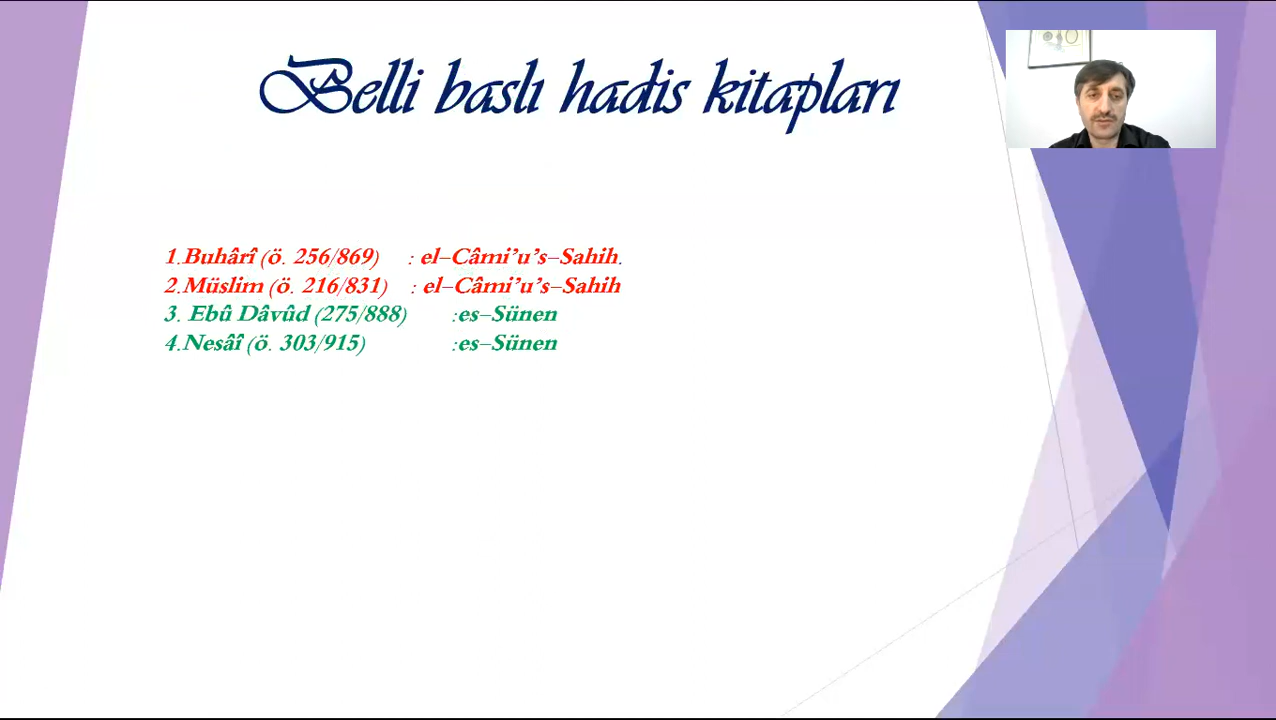 Belli baslı hadis kitapları
1.Buhârî (ö. 256/869) : el-Câmi’u’s-Sahih.
2.Müslim (ö. 216/831) : el-Câmi’u’s-Sahih
3. Ebû Dâvûd (275/888) :es-Sünen
4.Nesâî (ö. 303/915) :es-Sünen